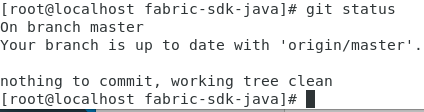 [root@localhost fabric-sdk-java]# git status
On branch master
Your branch is up to date with 'origin/master'.

nothing to commit, working tree clean
[root@localhost fabric-sdk-java]#